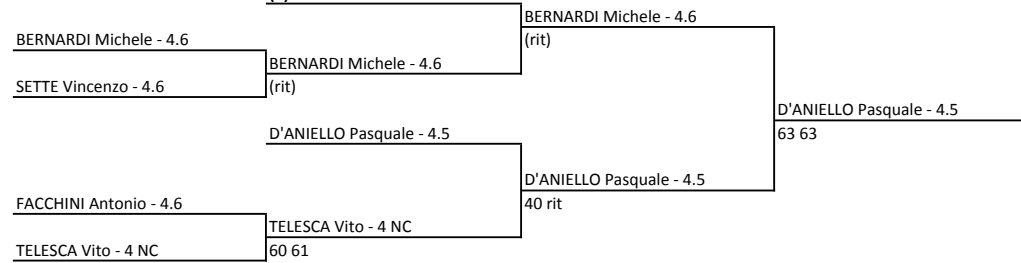 BERNARDI Michele - 4.6
(rit)
BERNARDI Michele - 4.6
BERNARDI Michele - 4.6
(rit)
SETTE Vincenzo - 4.6
D'ANIELLO Pasquale - 4.5
63 63
D'ANIELLO Pasquale - 4.5
D'ANIELLO Pasquale - 4.5
40 rit
FACCHINI Antonio - 4.6
TELESCA Vito - 4 NC
60 61
TELESCA Vito - 4 NC